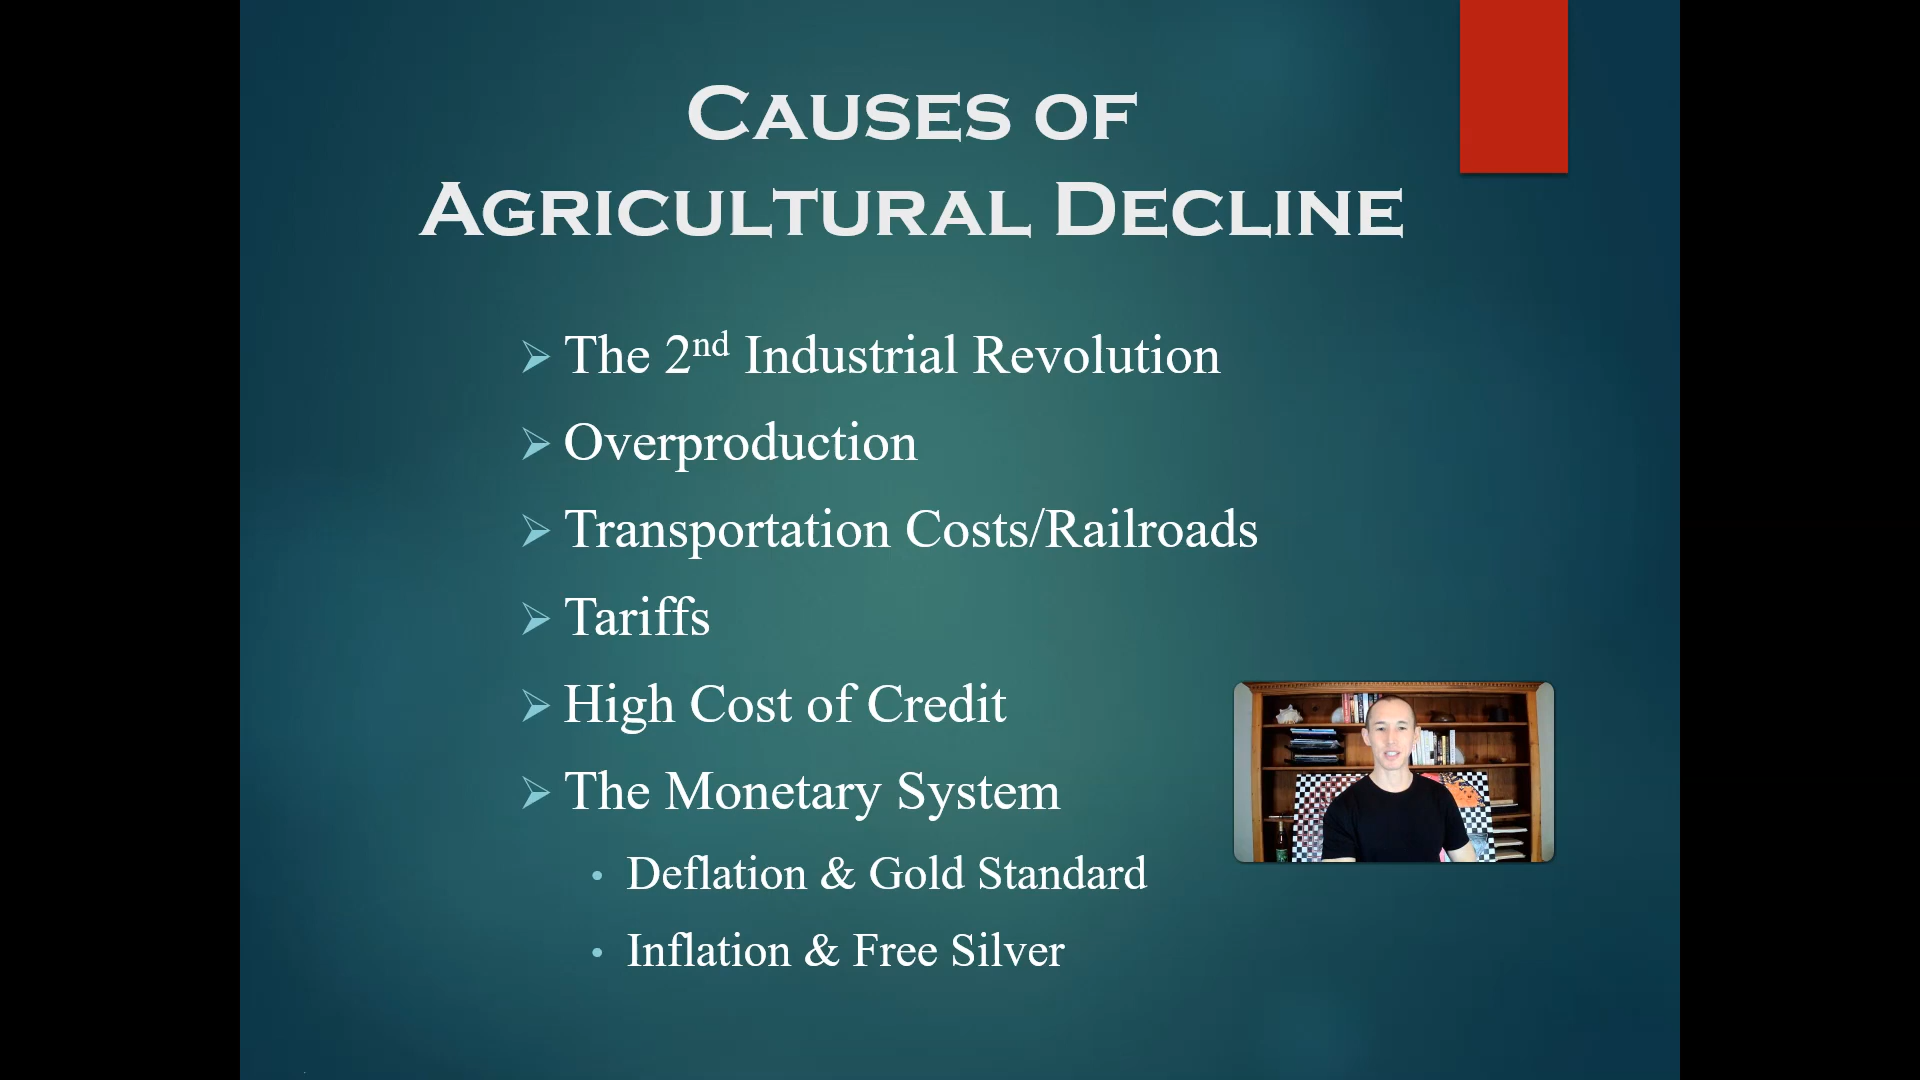 Causes of
Agricultural Decline
The 2nd Industrial Revolution
Overproduction
Transportation Costs/Railroads
Tariffs
High Cost of Credit
The Monetary System
Deflation & Gold Standard
Inflation & Free Silver